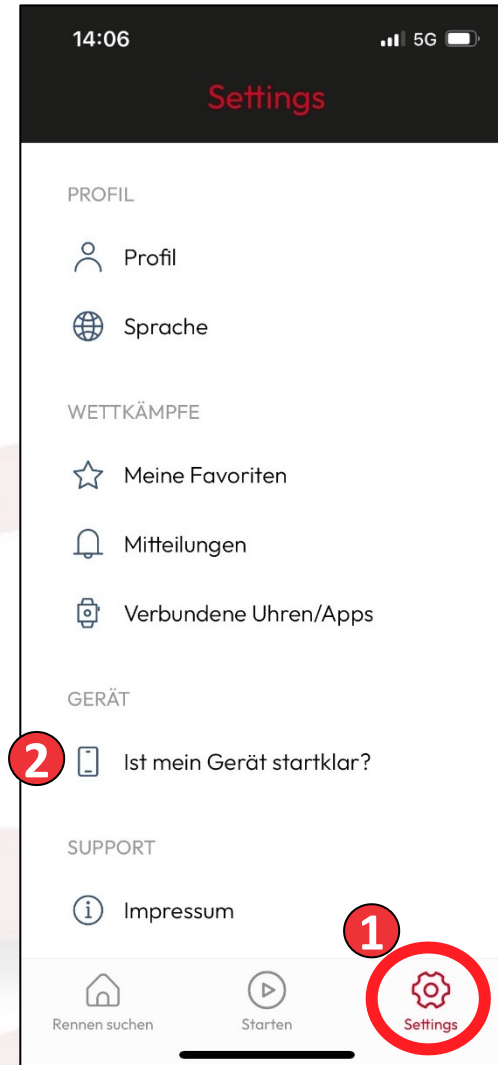 14:06
5G
Settings
PROFIL
Profil
Sprache
WETTKÄMPFE
Meine Favoriten
Mitteilungen
Verbundene Uhren/Apps
GERÄT
2
Ist mein Gerät startklar?
SUPPORT
Impressum
1
Rennen suchen
Starten
Settings